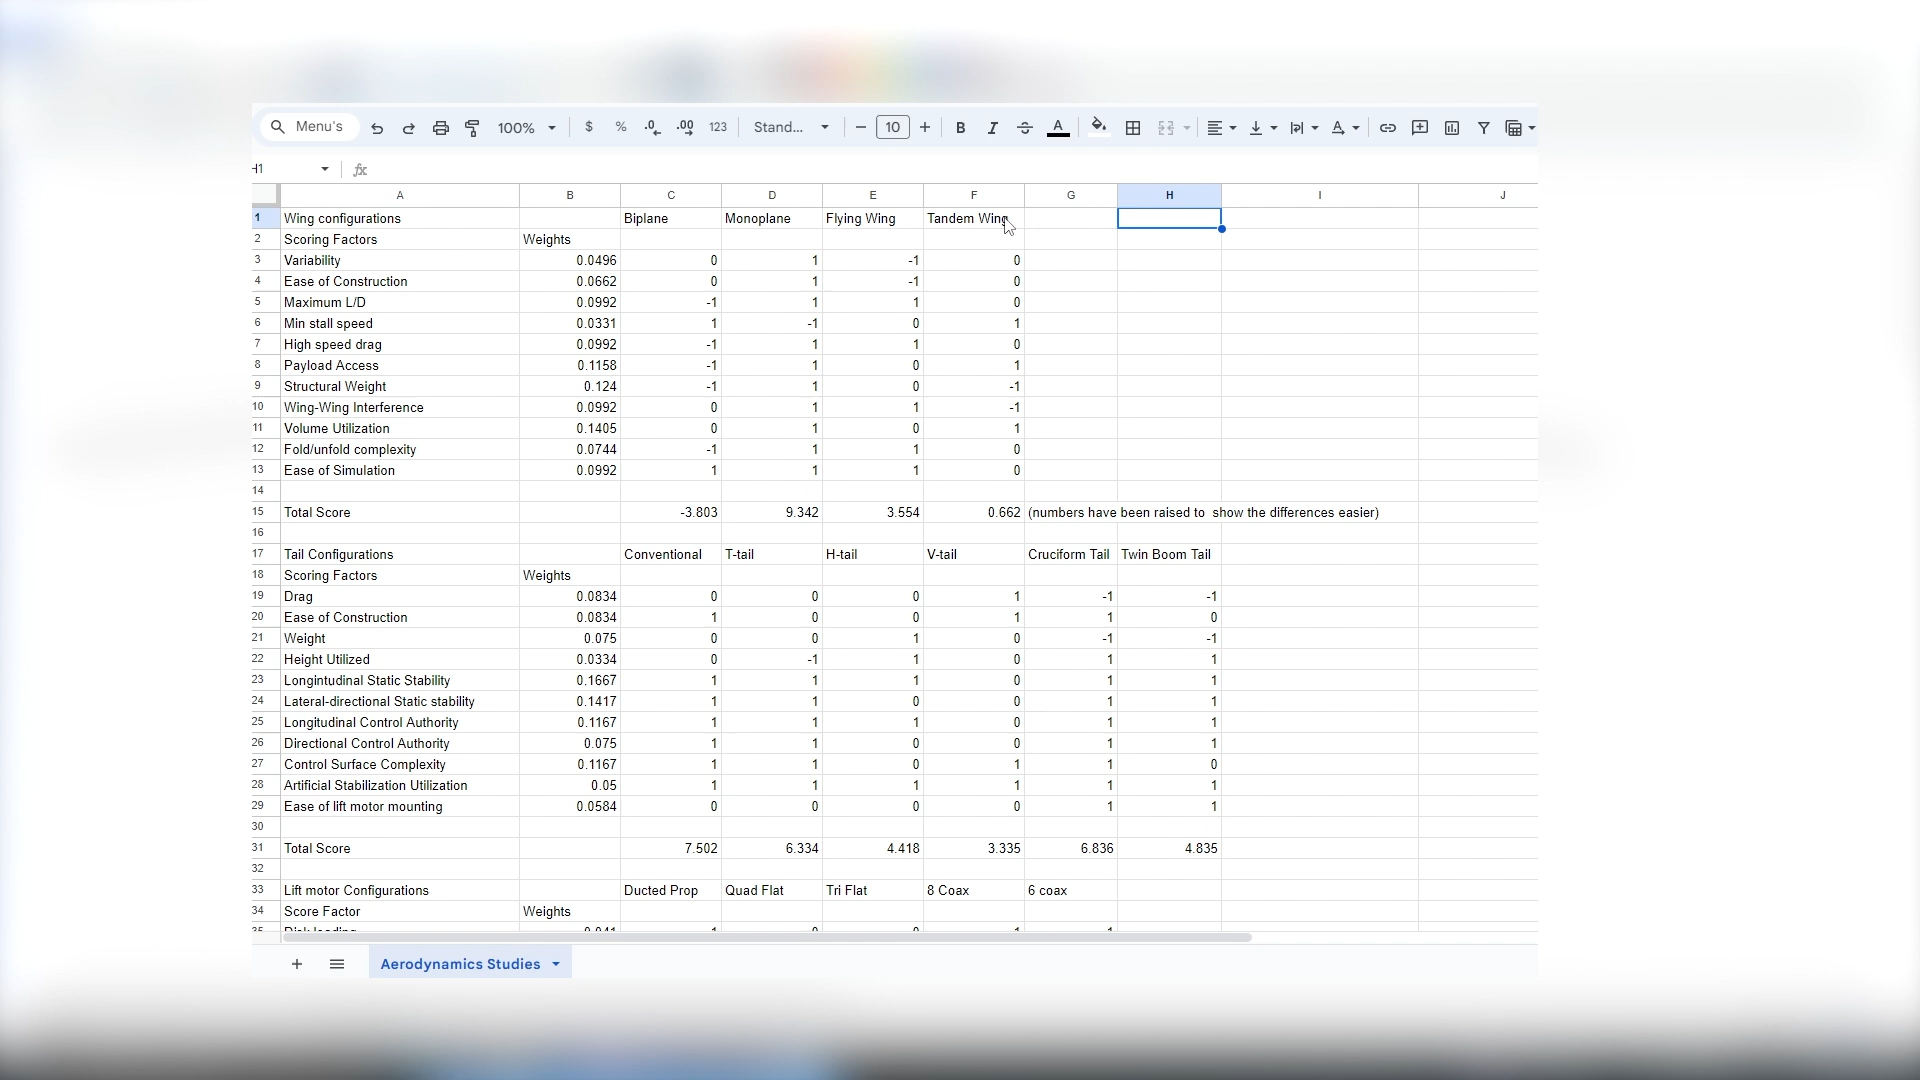 Menu's 100% $ % .0 .00 123 Stand... 10 B I A
H1 fx
A B C D E F G H I J
1 Wing configurations Biplane Monoplane Flying Wing Tandem Wing
2 Scoring Factors Weights
3 Variability 0.0496 0 1 -1 0
4 Ease of Construction 0.0662 0 1 -1 0
5 Maximum L/D 0.0992 -1 1 1 0
6 Min stall speed 0.0331 1 -1 0 1
7 High speed drag 0.0992 -1 1 1 0
8 Payload Access 0.1158 -1 1 0 1
9 Structural Weight 0.124 -1 1 0 -1
10 Wing-Wing Interference 0.0992 0 1 1 -1
11 Volume Utilization 0.1405 0 1 0 1
12 Fold/unfold complexity 0.0744 -1 1 1 0
13 Ease of Simulation 0.0992 1 1 1 0
14
15 Total Score -3.803 9.342 3.554 0.662 (numbers have been raised to show the differences easier)
16
17 Tail Configurations Conventional T-tail H-tail V-tail Cruciform Tail Twin Boom Tail
18 Scoring Factors Weights
19 Drag 0.0834 0 0 0 1 -1 -1
20 Ease of Construction 0.0834 1 0 0 1 1 0
21 Weight 0.075 0 0 1 0 -1 -1
22 Height Utilized 0.0334 0 -1 1 0 1 1
23 Longintudinal Static Stability 0.1667 1 1 1 0 1 1
24 Lateral-directional Static stability 0.1417 1 1 0 0 1 1
25 Longitudinal Control Authority 0.1167 1 1 1 0 1 1
26 Directional Control Authority 0.075 1 1 0 0 1 1
27 Control Surface Complexity 0.1167 1 1 0 1 1 0
28 Artificial Stabilization Utilization 0.05 1 1 1 1 1 1
29 Ease of lift motor mounting 0.0584 0 0 0 0 1 1
30
31 Total Score 7.502 6.334 4.418 3.335 6.836 4.835
32
33 Lift motor Configurations Ducted Prop Quad Flat Tri Flat 8 Coax 6 coax
34 Score Factor Weights
35 Disk loading 0.041 1 0 0 1 1
Aerodynamics Studies